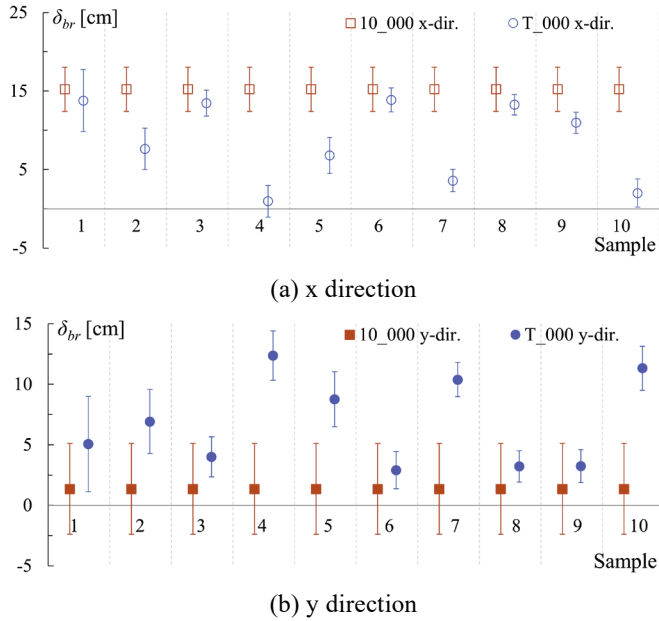 25
δbr [cm]
10_000 x-dir.
T_000 x-dir.
15
5
-5
1 2 3 4 5 6 7 8 9 10
Sample
(a) x direction
15
δbr [cm]
10_000 y-dir.
T_000 y-dir.
10
5
0
-5
1 2 3 4 5 6 7 8 9 10
Sample
(b) y direction